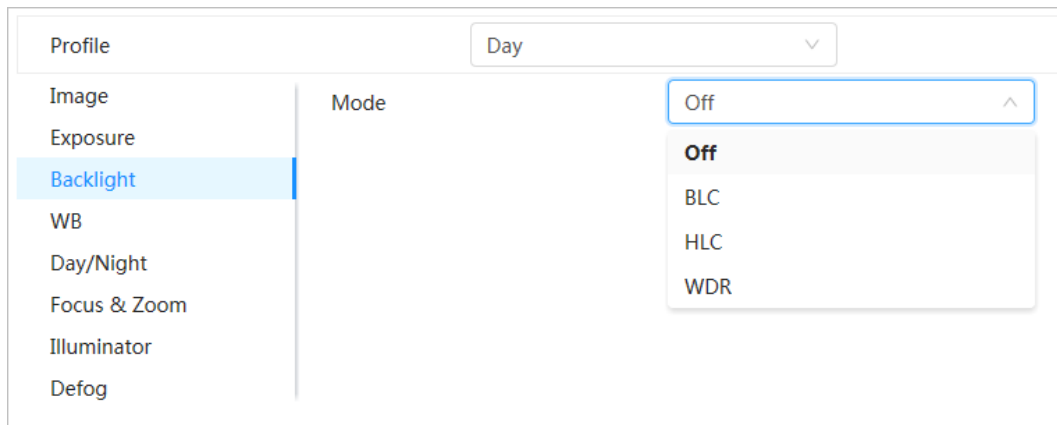 Profile
Day
Image
Mode
Off
Exposure
Off
Backlight
BLC
WB
HLC
Day/Night
WDR
Focus & Zoom
Illuminator
Defog